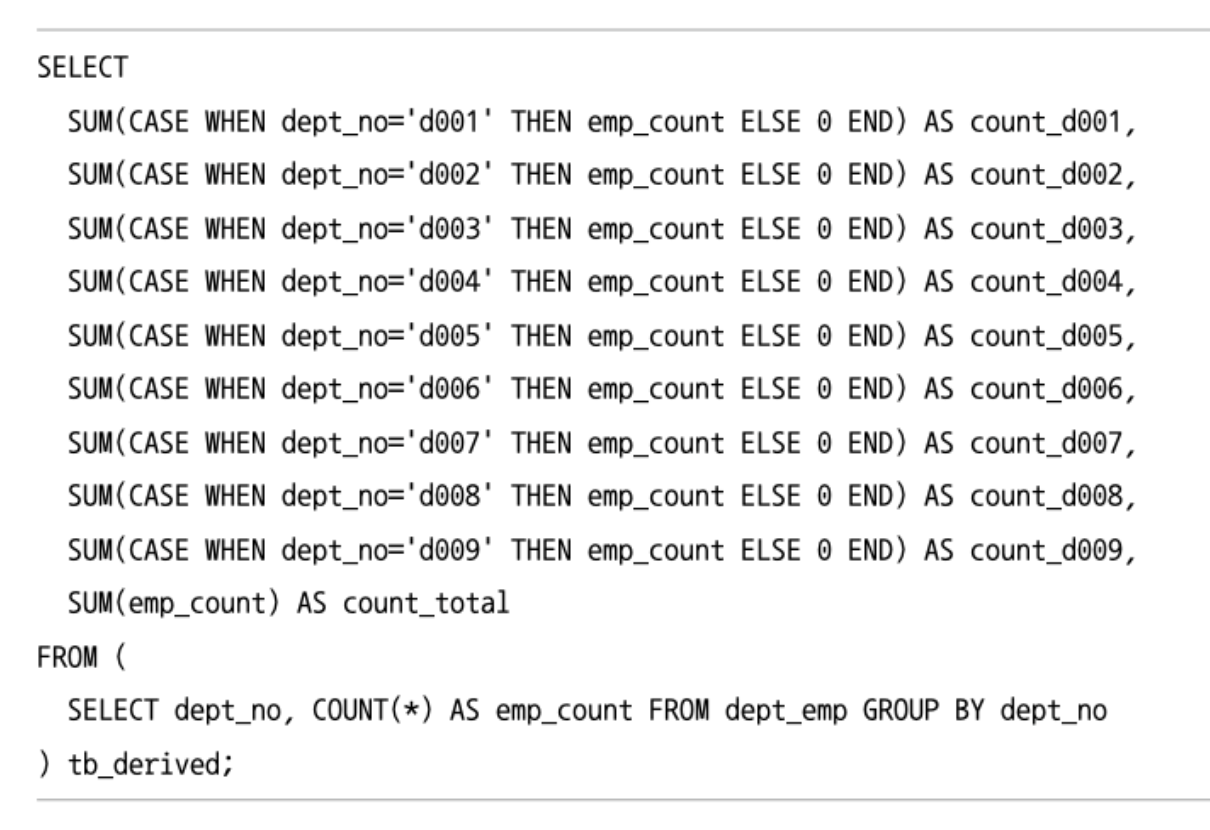 SELECT
SUM(CASE WHEN dept_no='d001' THEN emp_count ELSE 0 END) AS count_d001,
SUM(CASE WHEN dept_no='d002' THEN emp_count ELSE 0 END) AS count_d002,
SUM(CASE WHEN dept_no='d003' THEN emp_count ELSE 0 END) AS count_d003,
SUM(CASE WHEN dept_no='d004' THEN emp_count ELSE 0 END) AS count_d004,
SUM(CASE WHEN dept_no='d005' THEN emp_count ELSE 0 END) AS count_d005,
SUM(CASE WHEN dept_no='d006' THEN emp_count ELSE 0 END) AS count_d006,
SUM(CASE WHEN dept_no='d007' THEN emp_count ELSE 0 END) AS count_d007,
SUM(CASE WHEN dept_no='d008' THEN emp_count ELSE 0 END) AS count_d008,
SUM(CASE WHEN dept_no='d009' THEN emp_count ELSE 0 END) AS count_d009,
SUM(emp_count) AS count_total
FROM (
SELECT dept_no, COUNT(*) AS emp_count FROM dept_emp GROUP BY dept_no
) tb_derived;